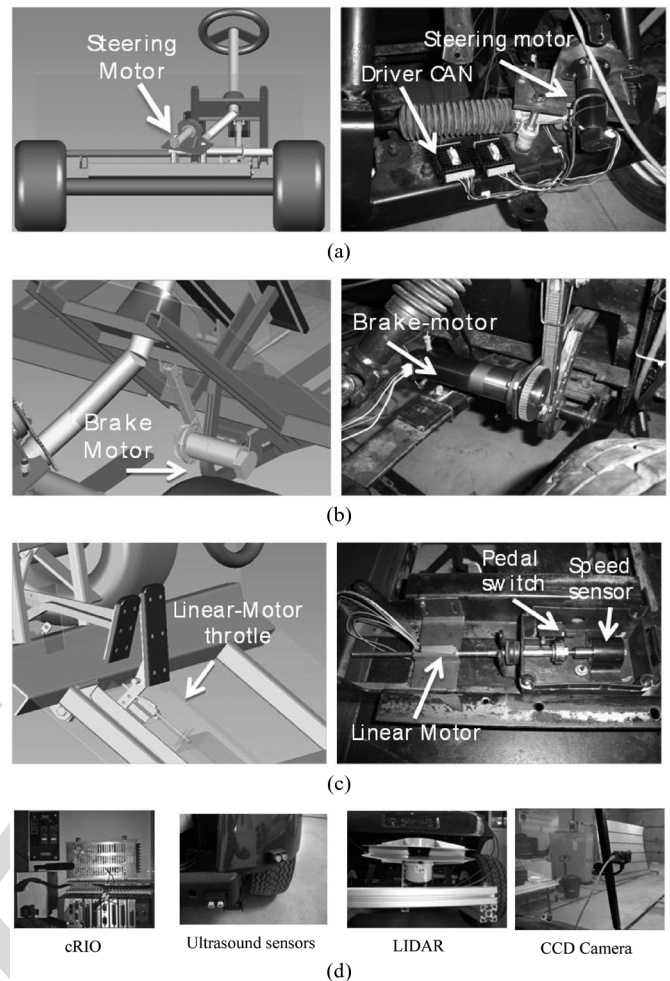 Steering
Motor
Steering motor
Driver CAN
(a)
Brake
Motor
Brake-motor
(b)
Linear-Motor
throtle
Pedal
switch
Speed
sensor
Linear Motor
(c)
cRIO
Ultrasound sensors
LIDAR
CCD Camera
(d)